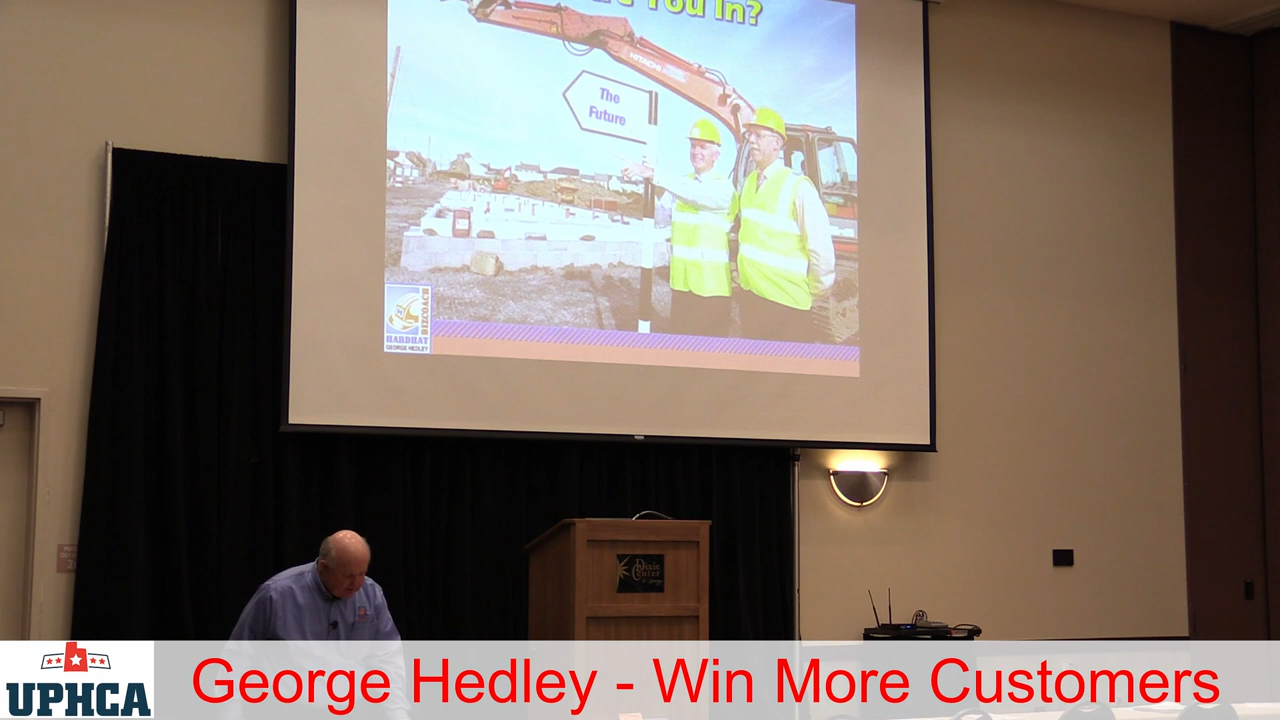 You In?
HITACHI
The
Future
BIZCOACH
HARDHAT
GEORGE HEDLEY
Dixie
Center
UPHCA
George Hedley - Win More Customers